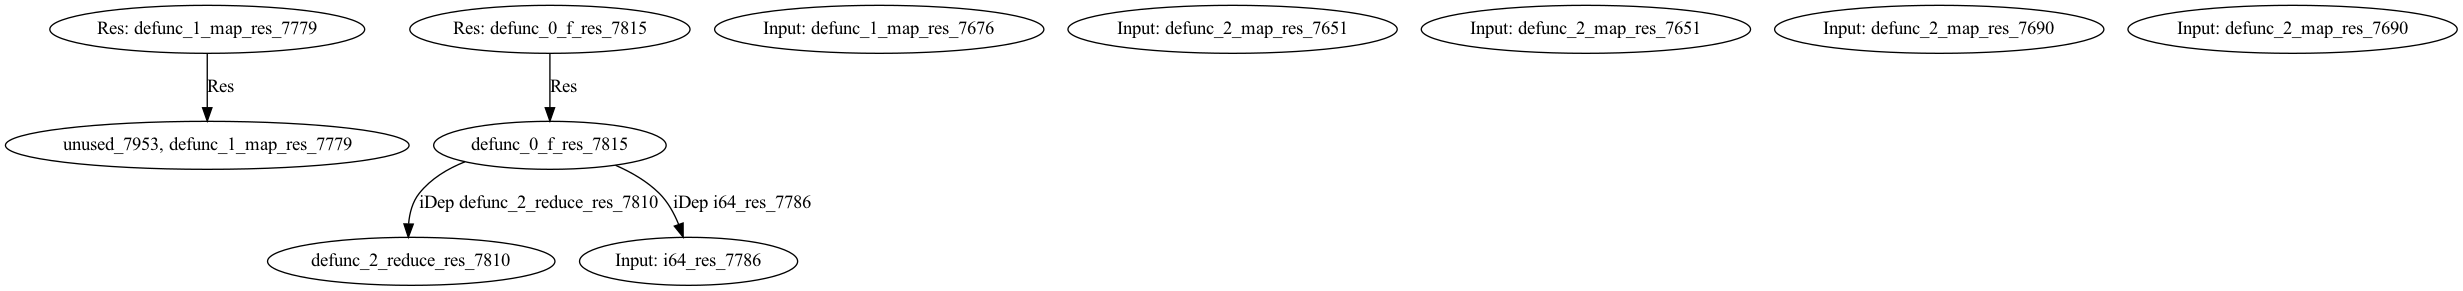 Res: defunc_1_map_res_7779
Res: defunc_0_f_res_7815
Input: defunc_1_map_res_7676
Input: defunc_2_map_res_7651
Input: defunc_2_map_res_7651
Input: defunc_2_map_res_7690
Input: defunc_2_map_res_7690
Res
Res
unused_7953, defunc_1_map_res_7779
defunc_0_f_res_7815
iDep defunc_2_reduce_res_7810
iDep i64_res_7786
defunc_2_reduce_res_7810
Input: i64_res_7786